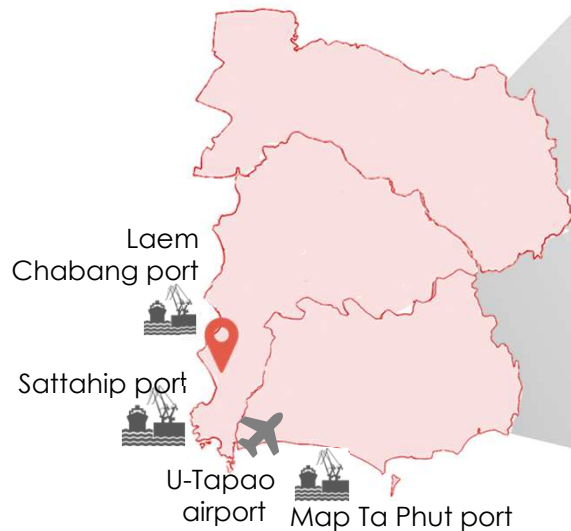 Laem
Chabang port
Sattahip port
U-Tapao
airport
Map Ta Phut port